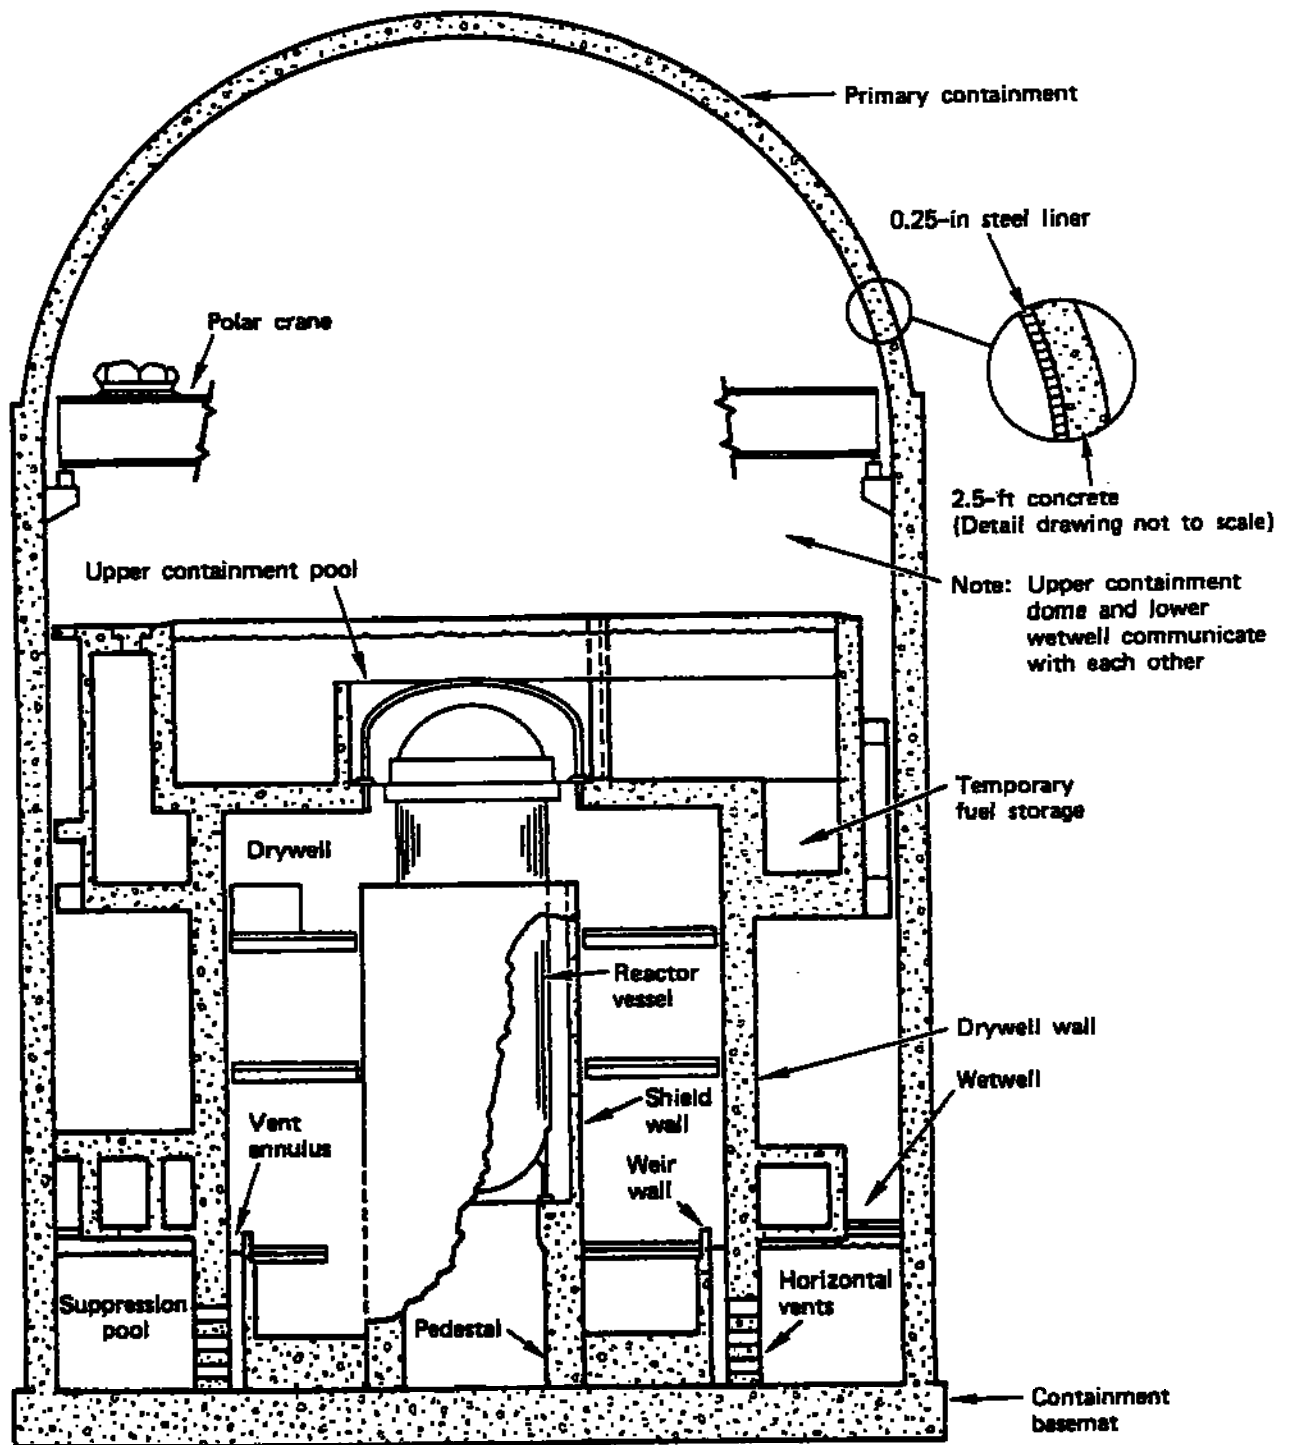 Primary containment
0.25-in steel liner
Polar crane
2.5-ft concrete
(Detail drawing not to scale)
Upper containment pool
Note: Upper containment
dome and lower
wetwell communicate
with each other
Temporary
fuel storage
Drywell
Reactor
vessel
Drywell wall
Wetwell
Shield
wall
Vent
annulus
Weir
wall
Horizontal
vents
Suppression
pool
Pedestal
Containment
basemat